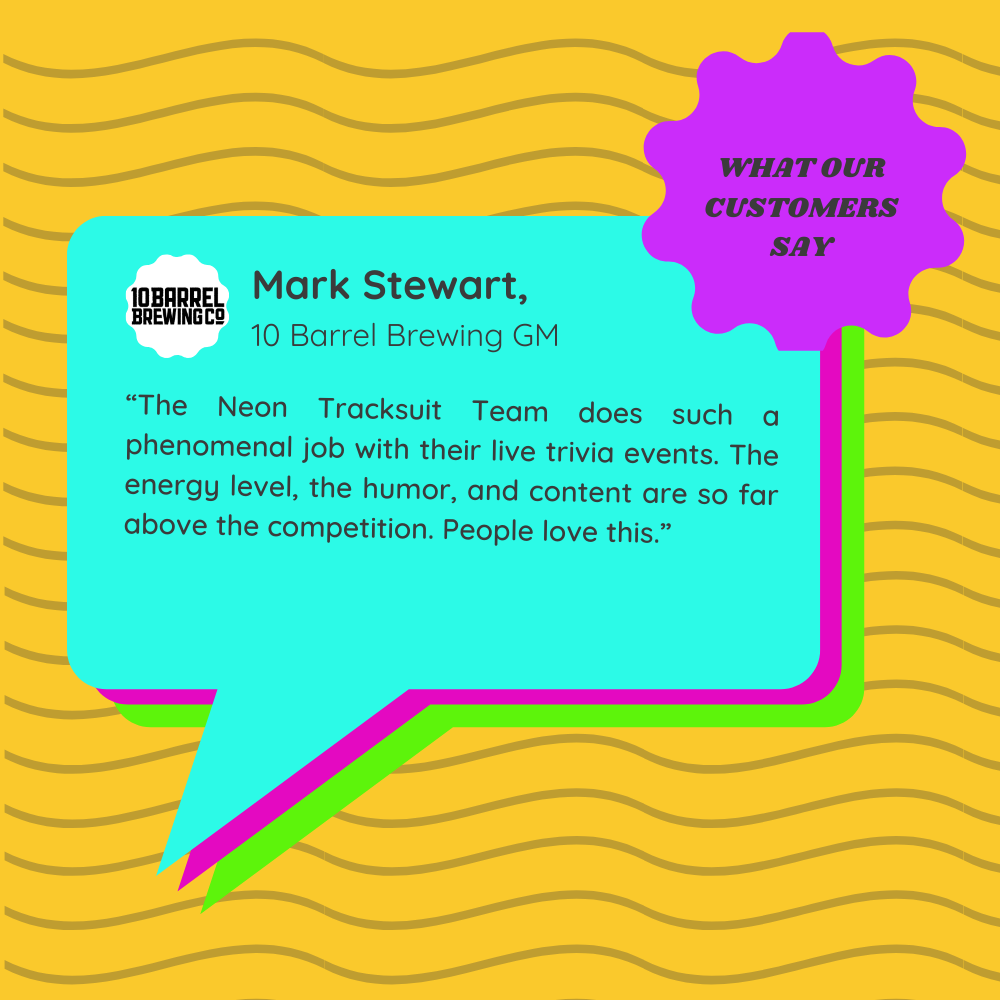 WHAT OUR
CUSTOMERS
SAY
10 BARREL
BREWING CO
Mark Stewart,
10 Barrel Brewing GM
“The Neon Tracksuit Team does such a
phenomenal job with their live trivia events. The
energy level, the humor, and content are so far
above the competition. People love this.”